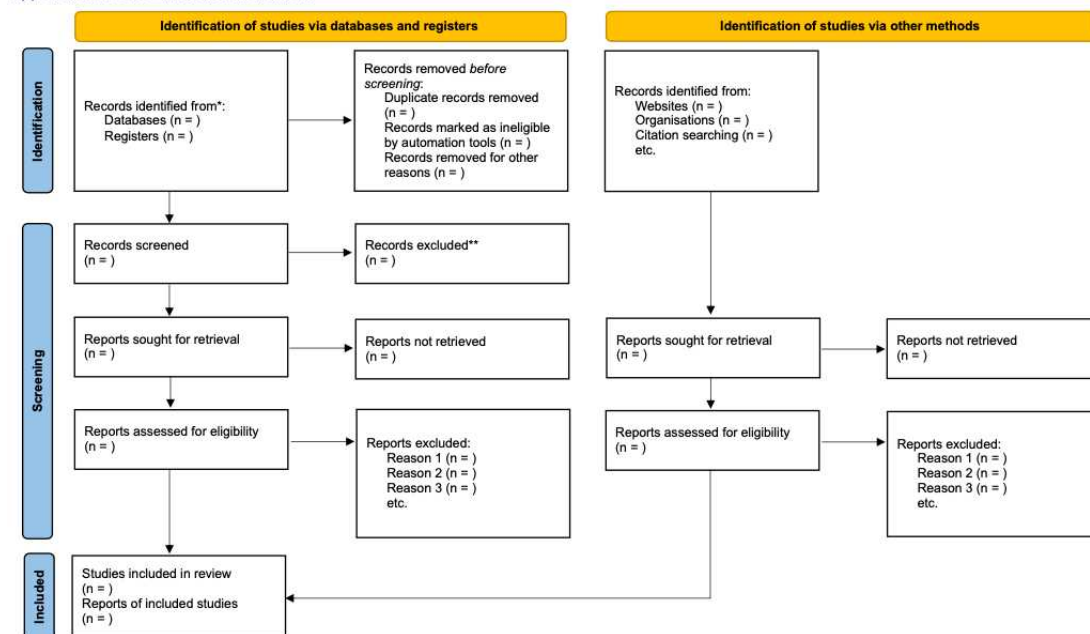 Identification of studies via databases and registers
Identification of studies via other methods
Identification
Records identified from*:
Databases (n = )
Registers (n = )
Records removed before
screening:
Duplicate records removed
(n = )
Records marked as ineligible
by automation tools (n = )
Records removed for other
reasons (n = )
Records identified from:
Websites (n = )
Organisations (n = )
Citation searching (n = )
etc.
Screening
Records screened
(n = )
Records excluded**
(n = )
Reports sought for retrieval
(n = )
Reports not retrieved
(n = )
Reports sought for retrieval
(n = )
Reports not retrieved
(n = )
Reports assessed for eligibility
(n = )
Reports excluded:
Reason 1 (n = )
Reason 2 (n = )
Reason 3 (n = )
etc.
Reports assessed for eligibility
(n = )
Reports excluded:
Reason 1 (n = )
Reason 2 (n = )
Reason 3 (n = )
etc.
Included
Studies included in review
(n = )
Reports of included studies
(n = )